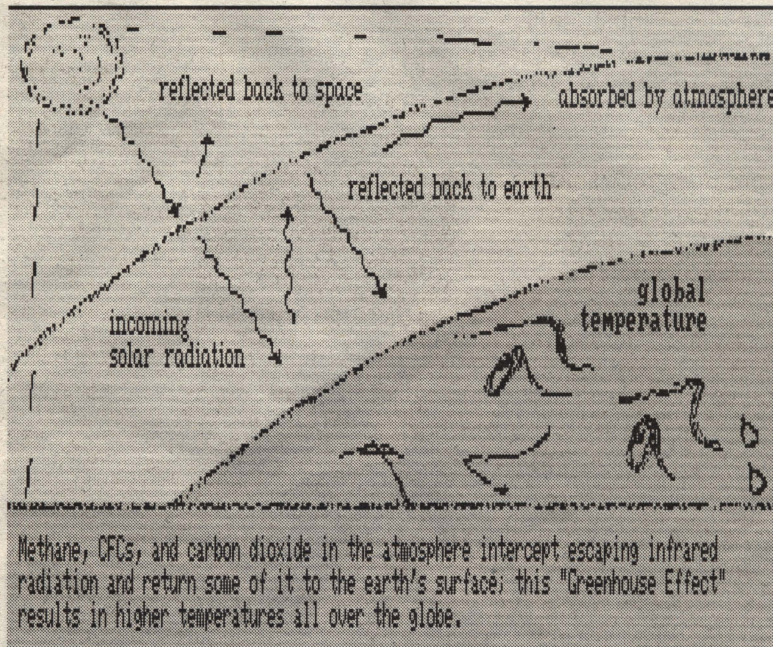 reflected back to space
absorbed by atmosphere
reflected back to earth
global
temperature
incoming
solar radiation
Methane, CFCs, and carbon dioxide in the atmosphere intercept escaping infrared
radiation and return some of it to the earth's surface; this "Greenhouse Effect"
results in higher temperatures all over the globe.